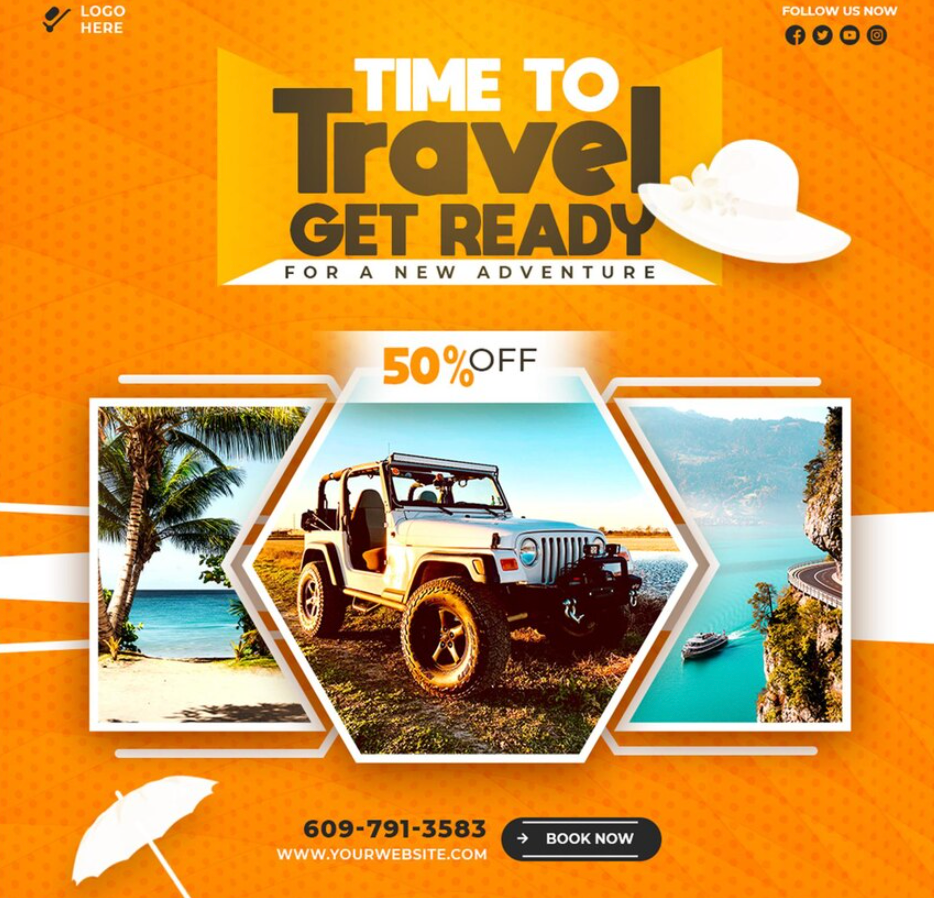 LOGO
HERE
FOLLOW US NOW
TIME TO
Travel
GET READY
FOR A NEW ADVENTURE
50% OFF
609-791-3583
WWW.YOURWEBSITE.COM
BOOK NOW